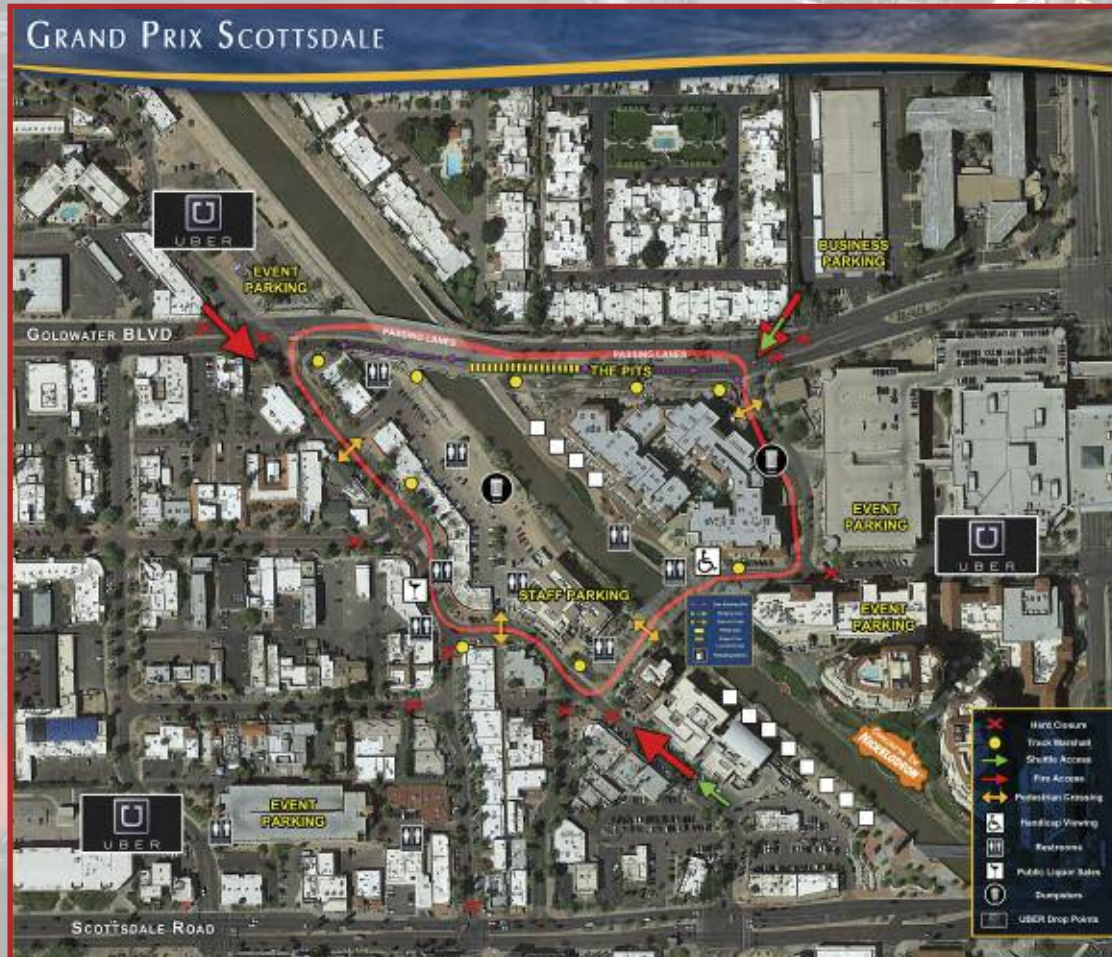 GRAND PRIX SCOTTSDALE
UBER
EVENT
PARKING
BUSINESS
PARKING
GOLDWATER BLVD
PASSING LANES
PASSING LANES
THE PITS
EVENT
PARKING
UBER
STAFF PARKING
EVENT
PARKING
NICKELODEON
Hard Closure
Track Marshall
Shuttle Access
Fire Access
Pedestrian Crossing
Handicap Viewing
Restrooms
Public Liquor Sales
Dumpsters
UBER Drop Points
UBER
EVENT
PARKING
SCOTTSDALE ROAD